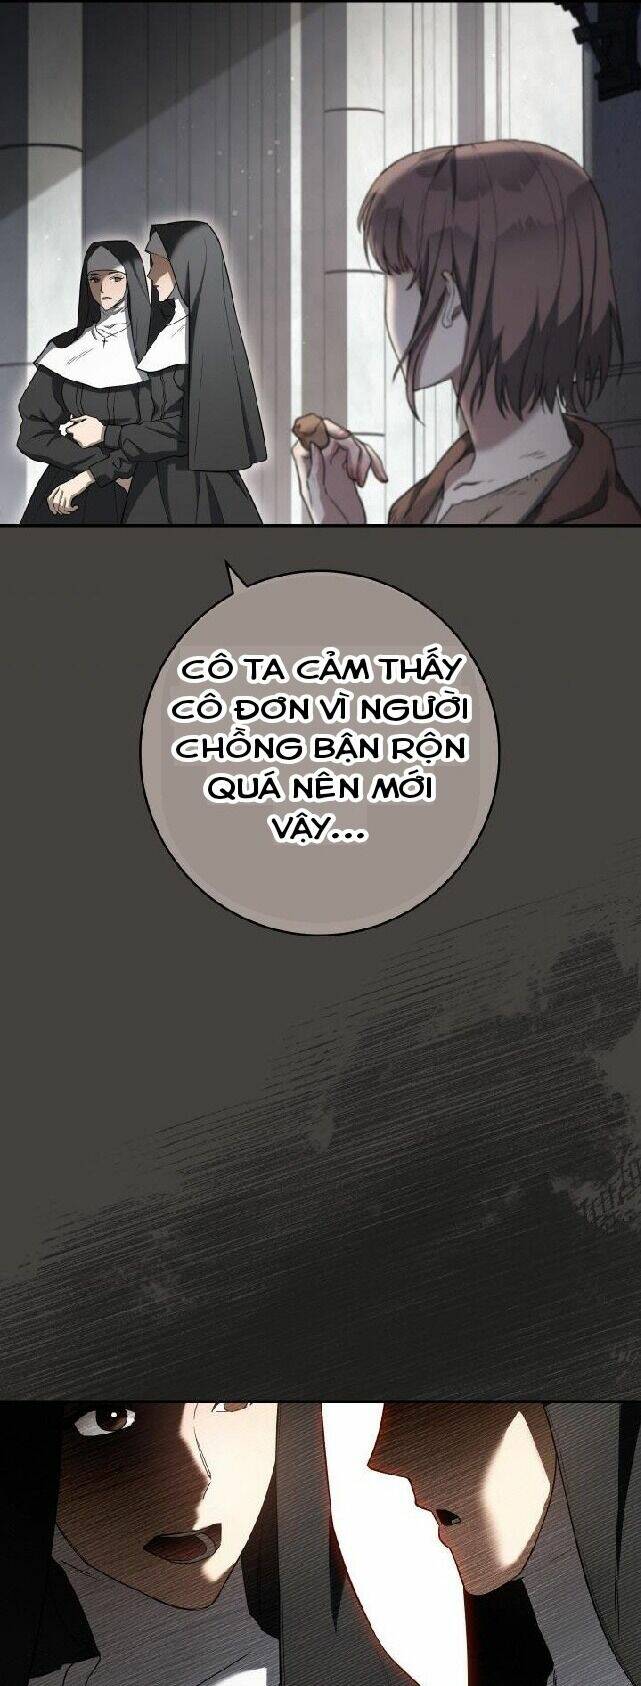 CÔ TA CẢM THẤY
CÔ ĐƠN VÌ NGƯỜI
CHỒNG BẬN RỘN
QUÁ NÊN MỚI
VẬY...